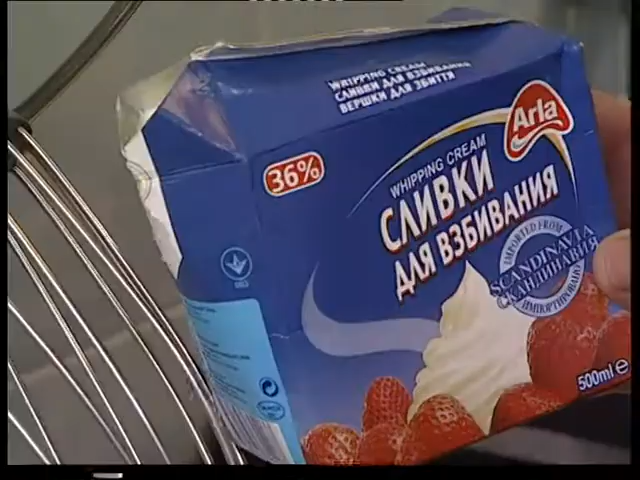 WHIPPING CREAM
СЛИВКИ ДЛЯ ВЗБИВАНИЯ
ВЕРШКИ ДЛЯ ЗБИТТЯ
Arla
36%
WHIPPING CREAM
СЛИВКИ
ДЛЯ ВЗБИВАНИЯ
IMPORTED FROM
SCANDINAVIA
СКАНДИНАВИЯ
ИМПОРТИРОВАНО
500ml e